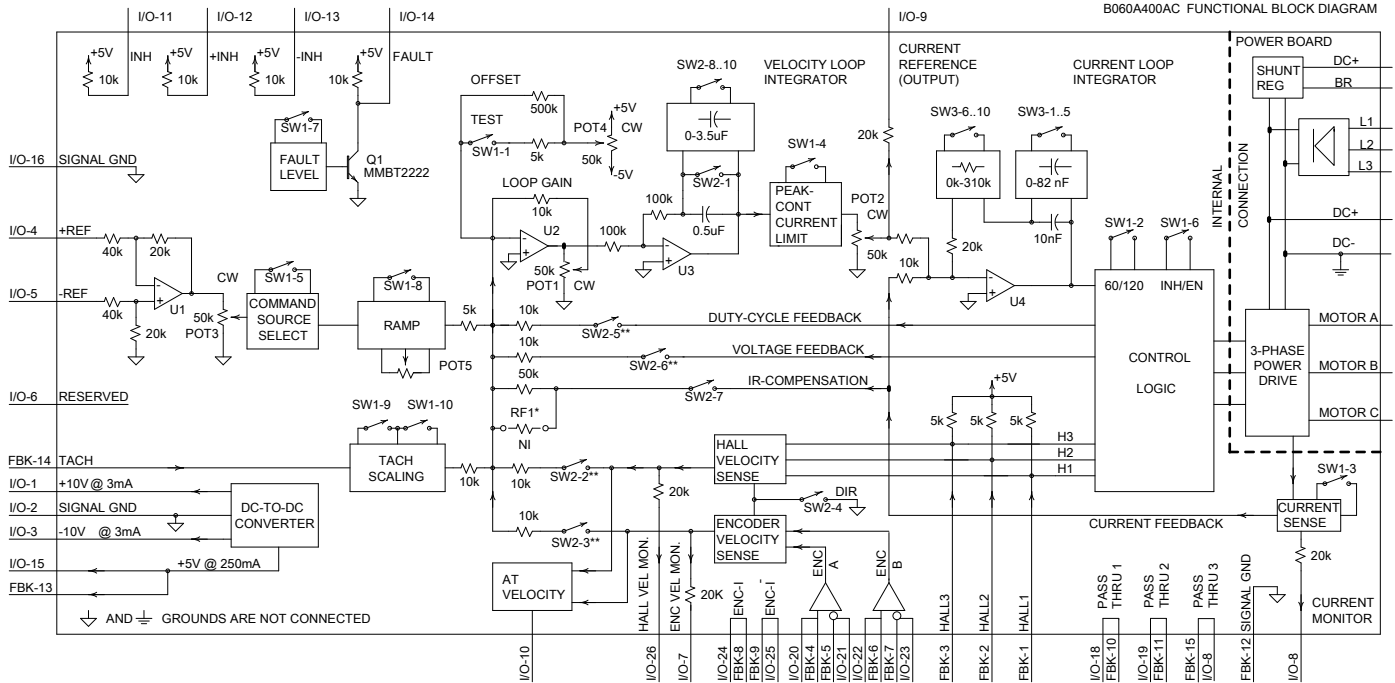 B060A400AC FUNCTIONAL BLOCK DIAGRAM
I/O-11
I/O-12
I/O-13
I/O-14
I/O-9
+5V
INH
10k
+5V
+INH
10k
+5V
-INH
10k
+5V
FAULT
10k
SW1-7
FAULT
LEVEL
Q1
MMBT2222
I/O-16
SIGNAL GND
OFFSET
500k
TEST
SW1-1
5k
POT4
+5V
CW
50k
-5V
SW2-8..10
0-3.5uF
SW2-1
0.5uF
VELOCITY LOOP
INTEGRATOR
CURRENT
REFERENCE
(OUTPUT)
20k
CURRENT LOOP
INTEGRATOR
SW3-6..10
0k-310k
SW3-1..5
0-82 nF
10nF
20k
LOOP GAIN
10k
U2
50k
POT1
CW
100k
100k
U3
SW1-4
PEAK-
CONT
CURRENT
LIMIT
POT2
CW
50k
10k
U4
SW1-2
SW1-6
60/120
INH/EN
CONTROL
LOGIC
INTERNAL
CONNECTION
POWER BOARD
SHUNT
REG
DC+
BR
L1
L2
L3
DC+
DC-
3-PHASE
POWER
DRIVE
MOTOR A
MOTOR B
MOTOR C
I/O-4
+REF
40k
20k
I/O-5
-REF
40k
20k
U1
CW
50k
POT3
SW1-5
COMMAND
SOURCE
SELECT
SW1-8
RAMP
POT5
5k
10k
SW2-5**
DUTY-CYCLE FEEDBACK
10k
SW2-6**
VOLTAGE FEEDBACK
50k
SW2-7
IR-COMPENSATION
RF1*
NI
I/O-6
RESERVED
SW1-9
SW1-10
TACH
SCALING
10k
FBK-14
TACH
10k
SW2-2**
20k
HALL
VELOCITY
SENSE
+5V
5k
5k
5k
H3
H2
H1
SW2-4
DIR
10k
SW2-3**
ENCODER
VELOCITY
SENSE
CURRENT FEEDBACK
SW1-3
CURRENT
SENSE
20k
I/O-1
+10V @ 3mA
I/O-2
SIGNAL GND
I/O-3
-10V @ 3mA
DC-TO-DC
CONVERTER
I/O-15
+5V @ 250mA
FBK-13
AT
VELOCITY
HALL VEL MON.
ENC VEL MON.
20K
ENC-I
ENC-I-
ENC
A
ENC
B
HALL3
HALL2
HALL1
PASS
THRU 1
PASS
THRU 2
PASS
THRU 3
SIGNAL GND
CURRENT
MONITOR
AND GROUNDS ARE NOT CONNECTED
I/O-10
I/O-26
I/O-7
I/O-24
FBK-8
FBK-9
I/O-25
I/O-20
FBK-4
FBK-5
I/O-21
I/O-22
FBK-6
FBK-7
I/O-23
FBK-3
FBK-2
FBK-1
I/O-18
FBK-10
I/O-19
FBK-11
FBK-15
I/O-8
FBK-12
I/O-8